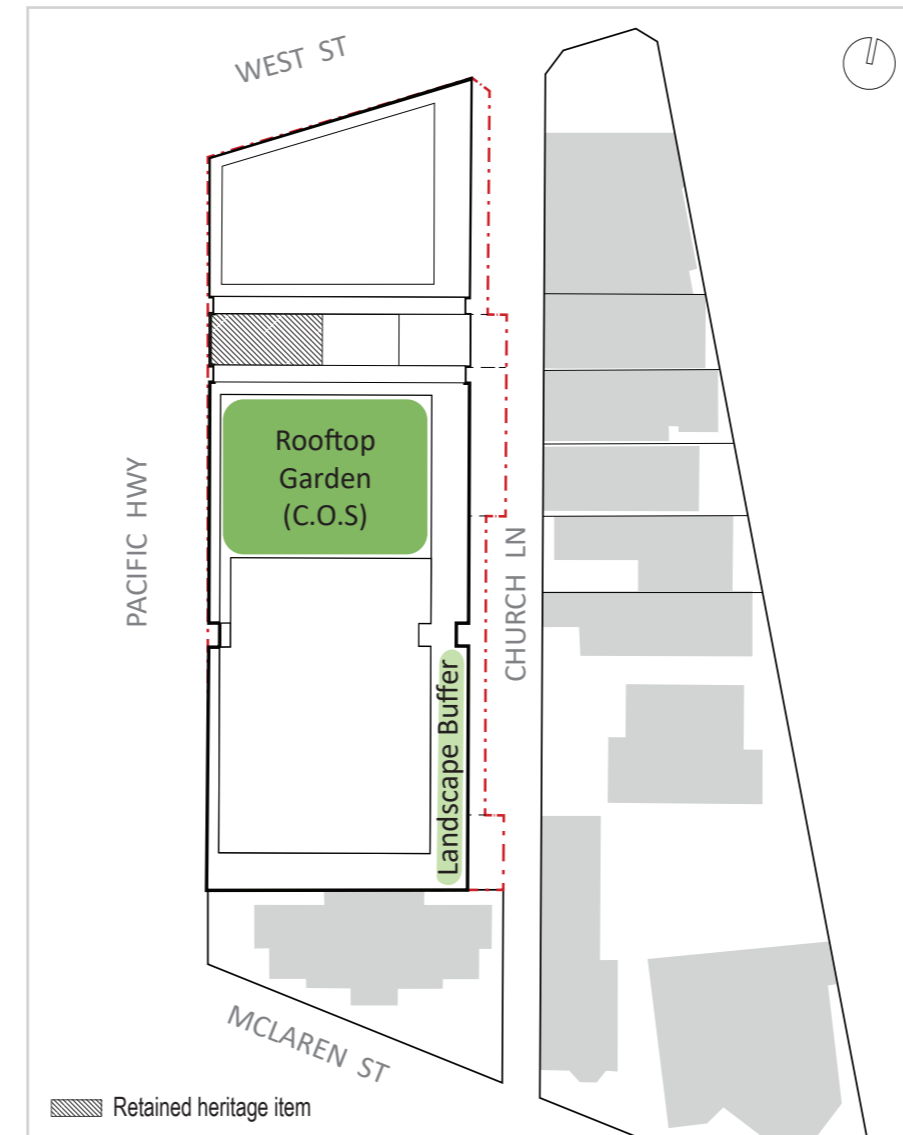 WEST ST
Rooftop
Garden
(C.O.S)
PACIFIC HWY
CHURCH LN
Landscape Buffer
MCLAREN ST
Retained heritage item